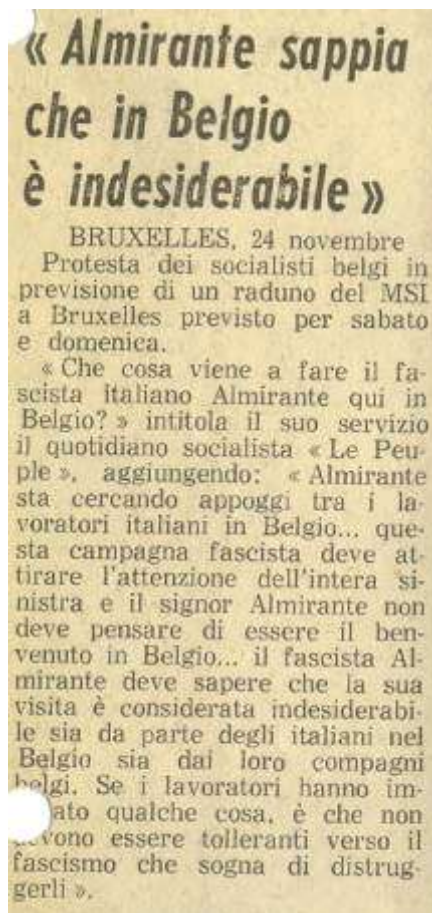 « Almirante sappia
che in Belgio
è indesiderabile »
BRUXELLES, 24 novembre
Protesta dei socialisti belgi in
previsione di un raduno del MSI
a Bruxelles previsto per sabato
e domenica.
« Che cosa viene a fare il fa-
scista italiano Almirante qui in
Belgio? » intitola il suo servizio
il quotidiano socialista « Le Peu-
ple », aggiungendo: « Almirante
sta cercando appoggi tra i la-
voratori italiani in Belgio... que-
sta campagna fascista deve at-
tirare l'attenzione dell'intera si-
nistra e il signor Almirante non
deve pensare di essere il ben-
venuto in Belgio... il fascista Al-
mirante deve sapere che la sua
visita è considerata indesiderabi-
le sia da parte degli italiani nel
Belgio sia dai loro compagni
belgi. Se i lavoratori hanno im-
ato qualche cosa, è che non
devono essere tolleranti verso il
fascismo che sogna di distrug-
gerli ».